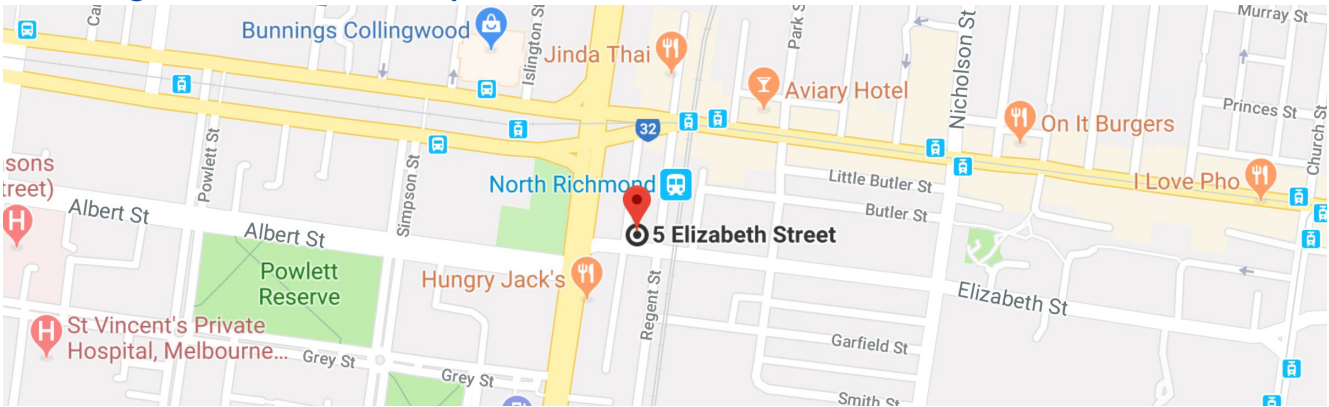 Bunnings Collingwood
Islington St
Jinda Thai
Park S
Aviary Hotel
Nicholson St
Murray St
Princes St
Church St
On It Burgers
32
I Love Pho
Powlett St
Simpson St
North Richmond
Little Butler St
Butler St
sons
treet)
H
Albert St
Albert St
5 Elizabeth Street
Powlett
Reserve
Hungry Jack's
Regent St
Elizabeth St
H
St Vincent's Private
Hospital, Melbourne...
Grey St
Grey St
Garfield St
Smith St